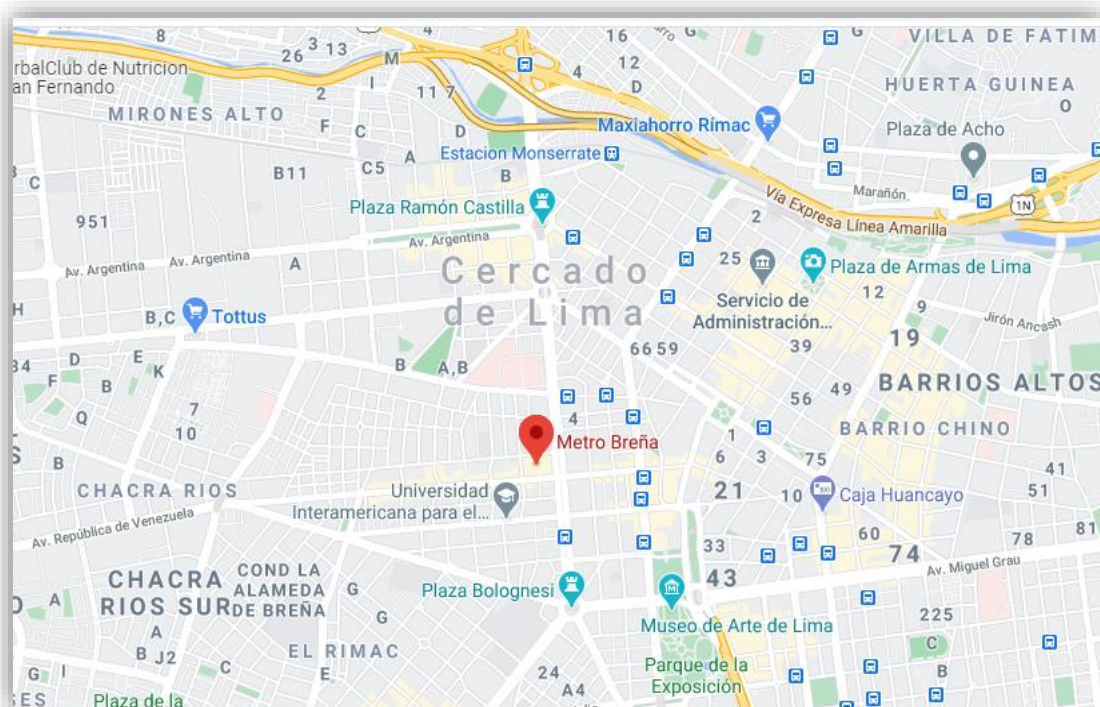 8
26
3
13
4
16
G
G
VILLA DE FÁTIM
rbalClub de Nutricion
an Fernando
M
I
4
12
D
HUERTA GUINEA
O
2
11
7
MIRONES ALTO
F
C
D
Maxiahorro Rímac
Plaza de Acho
A
Estacion Monserrate
C
B11
C5
B
Marañón
1N
951
Plaza Ramón Castilla
2
Vía Expresa Línea Amarilla
Av. Argentina
Av. Argentina
Av. Argentina
A
Cercado
de Lima
25
Plaza de Armas de Lima
12
Servicio de
Administración...
9
H
B,C
Tottus
Jirón Ancash
19
34
D
E
66
59
39
F
B
K
B
A,B
49
BARRIOS ALTOS
56
Q
7
10
4
BARRIO CHINO
Metro Breña
1
6
3
75
B
41
CHACRA RIOS
Universidad
Interamericana para el...
21
10
Caja Huancayo
51
Av. República de Venezuela
33
60
74
78
81
Av. Miguel Grau
CHACRA
RIOS SUR
COND LA
ALAMEDA
DE BREÑA
G
G
Plaza Bolognesi
43
A
Museo de Arte de Lima
225
A
B
J2
C
EL RIMAC
E
C
B
G
I
24
A4
Parque de la
Exposición
SES
Plaza de la